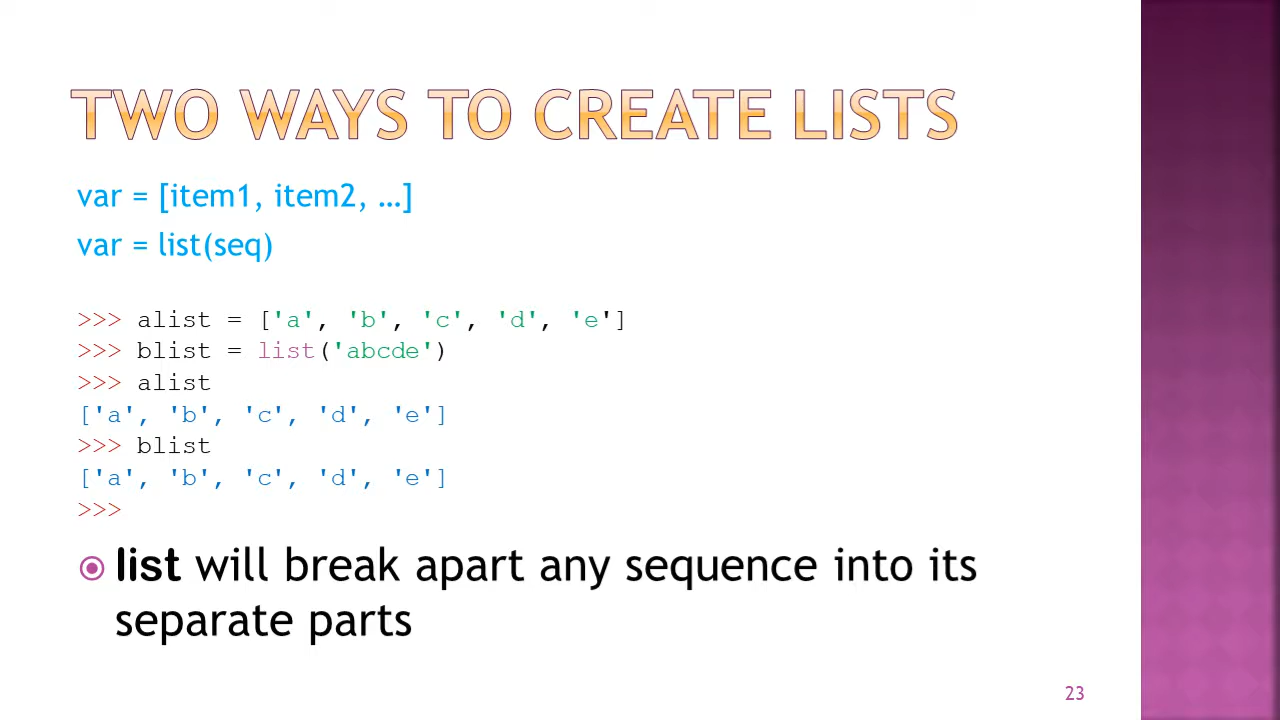 TWO WAYS TO CREATE LISTS
var = [item1, item2, …]
var = list(seq)
>>> alist = ['a', 'b', 'c', 'd', 'e']
>>> blist = list('abcde')
>>> alist
['a', 'b', 'c', 'd', 'e']
>>> blist
['a', 'b', 'c', 'd', 'e']
>>>
list will break apart any sequence into its
separate parts
23